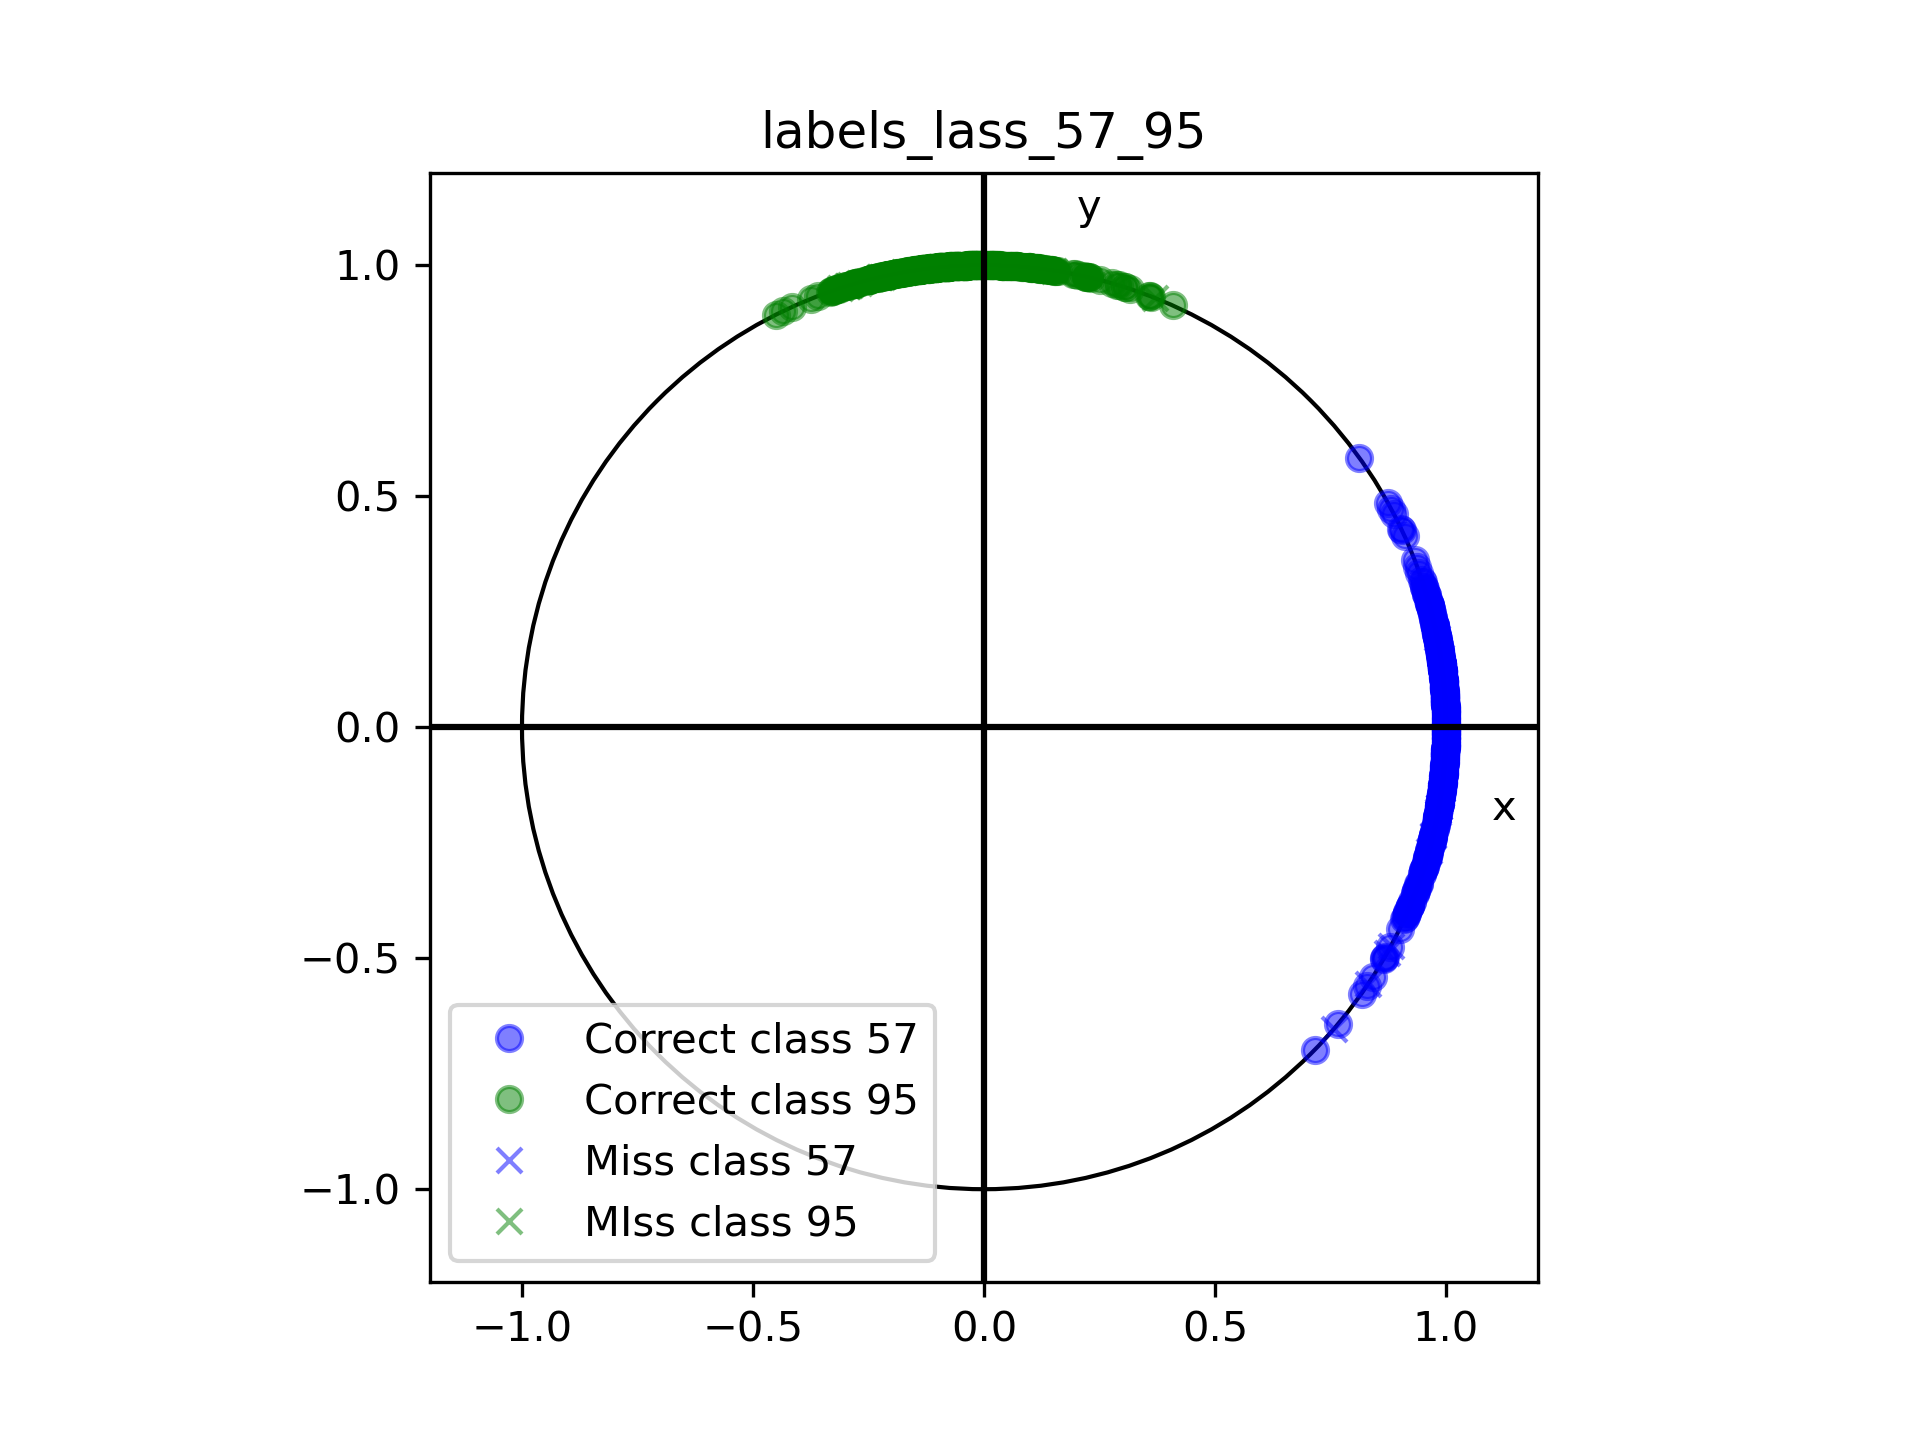 labels_lass_57_95
y
1.0
0.5
0.0
x
−0.5
−1.0
Correct class 57
Correct class 95
Miss class 57
MIss class 95
−1.0 −0.5 0.0 0.5 1.0